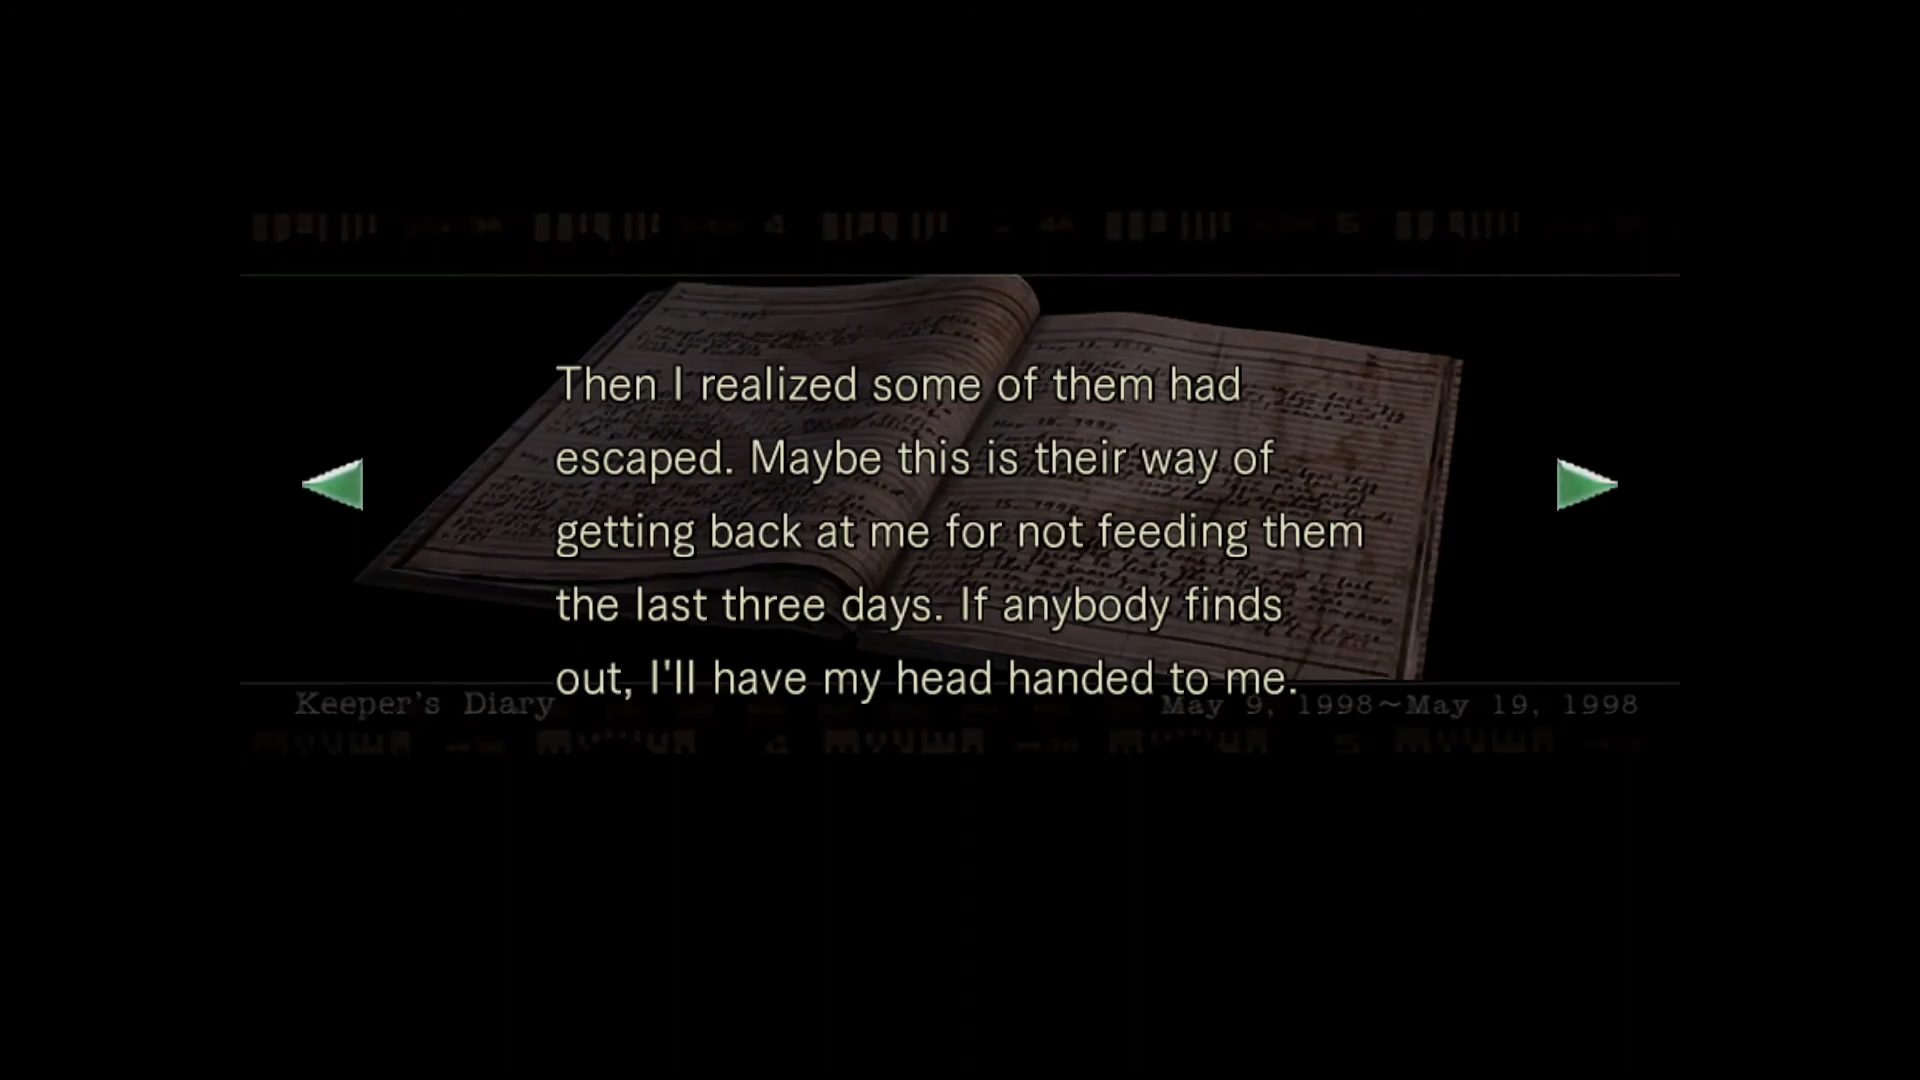 Then I realized some of them had
escaped. Maybe this is their way of
getting back at me for not feeding them
the last three days. If anybody finds
out, I'll have my head handed to me.
Keeper's Diary
May 9, 1998~May 19, 1998